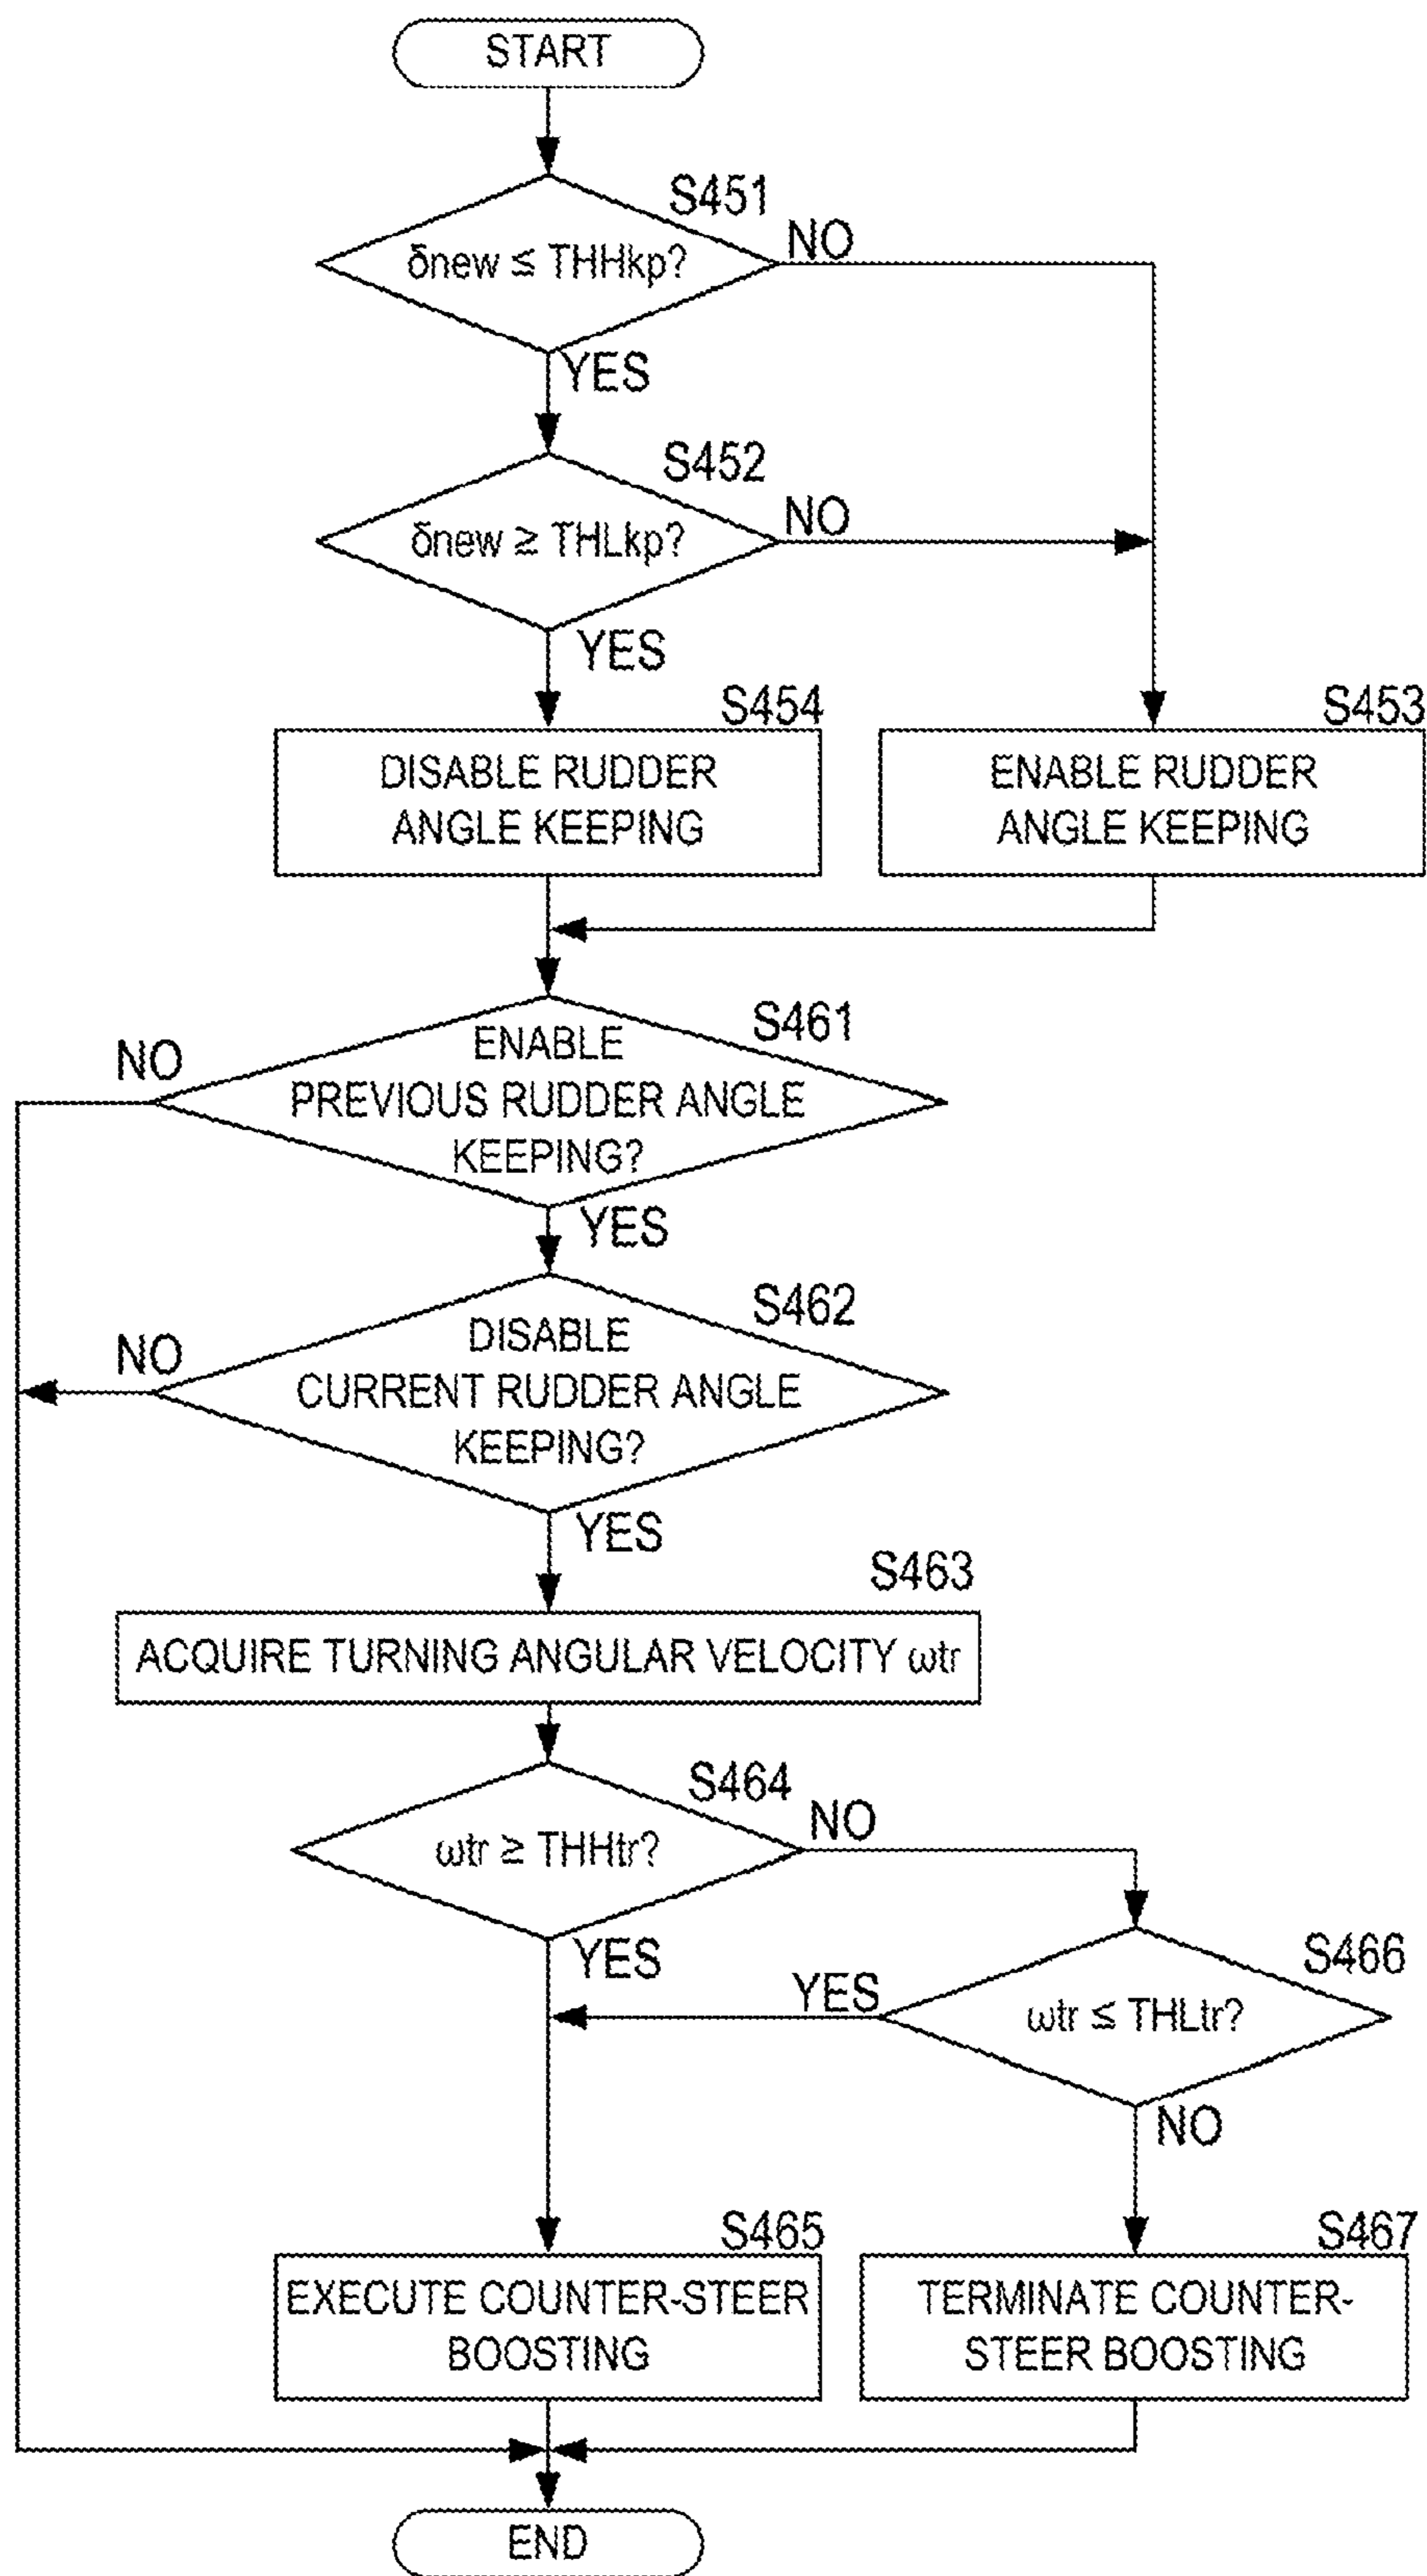 START
S451
δnew ≦ THHkp?
NO
YES
S452
δnew ≧ THLkp?
NO
YES
S454
DISABLE RUDDER
ANGLE KEEPING
S453
ENABLE RUDDER
ANGLE KEEPING
S461
ENABLE
PREVIOUS RUDDER ANGLE
KEEPING?
NO
YES
S462
DISABLE
CURRENT RUDDER ANGLE
KEEPING?
NO
YES
S463
ACQUIRE TURNING ANGULAR VELOCITY ωtr
S464
ωtr ≧ THHtr?
NO
YES
S466
ωtr ≦ THLtr?
YES
NO
S465
EXECUTE COUNTER-STEER
BOOSTING
S467
TERMINATE COUNTER-
STEER BOOSTING
END